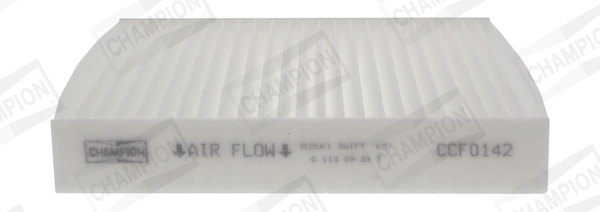 CHAMPION
↓AIR FLOW↓
SUZUKI SWIFT
CCF0142